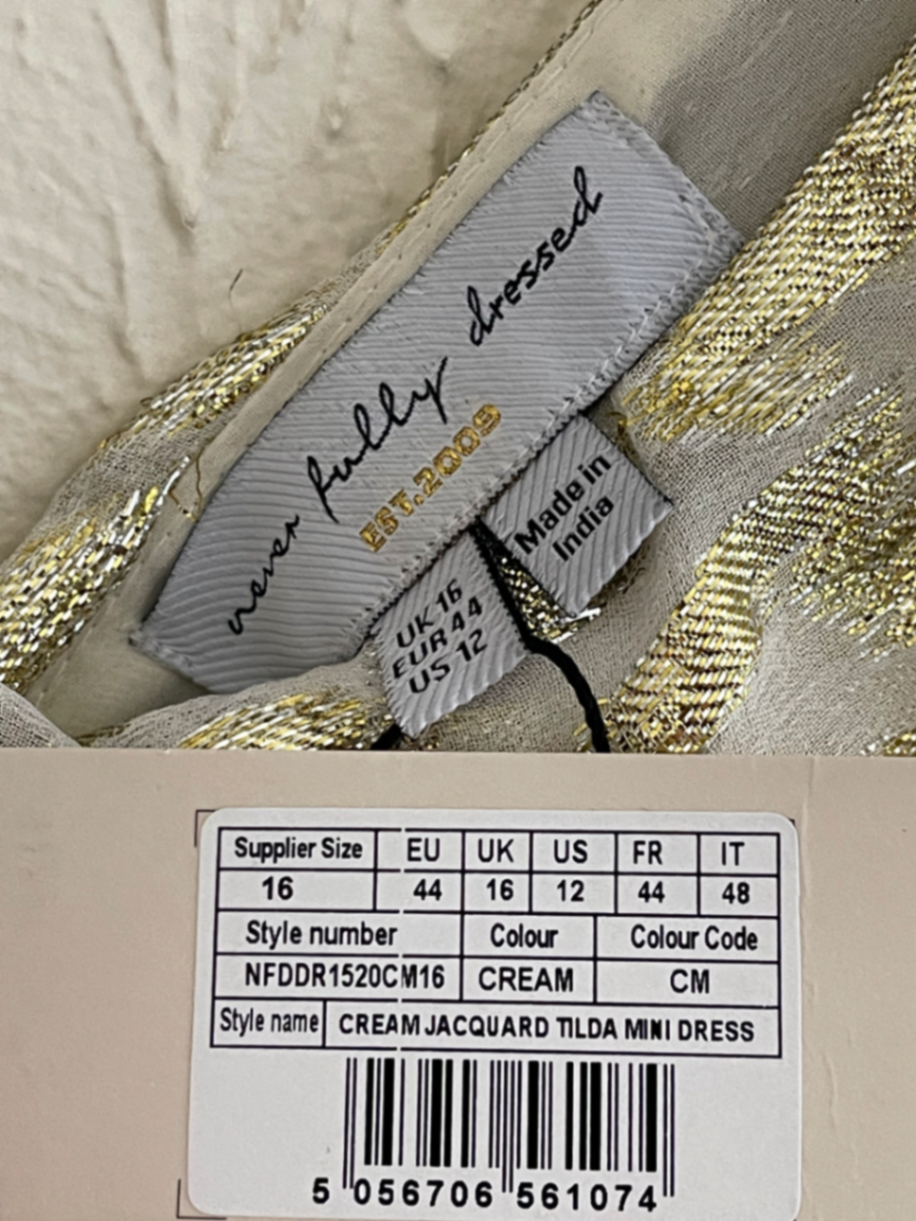 never fully dressed
EST.2009
Made in
India
UK 16
EUR 44
US 12
Supplier Size EU UK US FR IT
16 44 16 12 44 48
Style number Colour Colour Code
NFDDR1520CM16 CREAM CM
Style name CREAM JACQUARD TILDA MINI DRESS
5 056706 561074